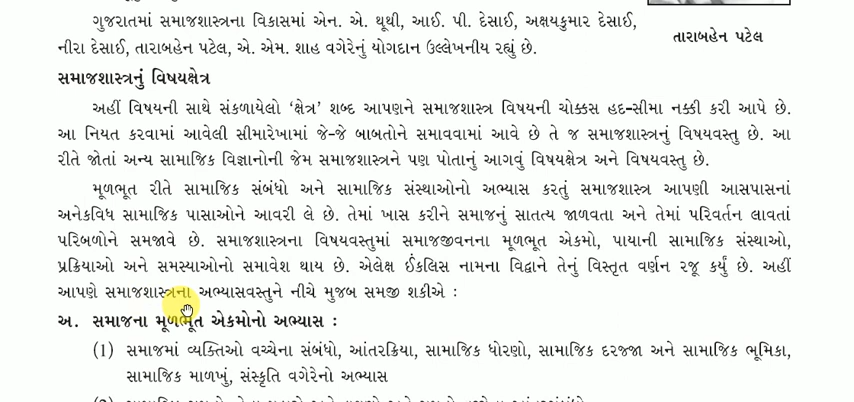 ગુજરાતમાં સમાજશાસ્ત્રના વિકાસમાં એન. એ. થૂથી, આઈ. પી. દેસાઈ, અક્ષયકુમાર દેસાઈ,
નીરા દેસાઈ, તારાબહેન પટેલ, એ. એમ. શાહ વગેરેનું યોગદાન ઉલ્લેખનીય રહ્યું છે.
તારાબહેન પટેલ
સમાજશાસ્ત્રનું વિષયક્ષેત્ર
અહીં વિષયની સાથે સંકળાયેલો ‘ક્ષેત્ર’ શબ્દ આપણને સમાજશાસ્ત્ર વિષયની ચોક્કસ હદ-સીમા નક્કી કરી આપે છે.
આ નિયત કરવામાં આવેલી સીમારેખામાં જે-જે બાબતોને સમાવવામાં આવે છે તે જ સમાજશાસ્ત્રનું વિષયવસ્તુ છે. આ
રીતે જોતાં અન્ય સામાજિક વિજ્ઞાનોની જેમ સમાજશાસ્ત્રને પણ પોતાનું આગવું વિષયક્ષેત્ર અને વિષયવસ્તુ છે.
મૂળભૂત રીતે સામાજિક સંબંધો અને સામાજિક સંસ્થાઓનો અભ્યાસ કરતું સમાજશાસ્ત્ર આપણી આસપાસનાં
અનેકવિધ સામાજિક પાસાઓને આવરી લે છે. તેમાં ખાસ કરીને સમાજનું સાતત્ય જાળવતા અને તેમાં પરિવર્તન લાવતાં
પરિબળોને સમજાવે છે. સમાજશાસ્ત્રના વિષયવસ્તુમાં સમાજજીવનના મૂળભૂત એકમો, પાયાની સામાજિક સંસ્થાઓ,
પ્રક્રિયાઓ અને સમસ્યાઓનો સમાવેશ થાય છે. એલેક્ષ ઈંકલિસ નામના વિદ્વાને તેનું વિસ્તૃત વર્ણન રજૂ કર્યું છે. અહીં
આપણે સમાજશાસ્ત્રના અભ્યાસવસ્તુને નીચે મુજબ સમજી શકીએ :
અ. સમાજના મૂળભૂત એકમોનો અભ્યાસ :
(1) સમાજમાં વ્યક્તિઓ વચ્ચેના સંબંધો, આંતરક્રિયા, સામાજિક ધોરણો, સામાજિક દરજ્જા અને સામાજિક ભૂમિકા,
સામાજિક માળખું, સંસ્કૃતિ વગેરેનો અભ્યાસ